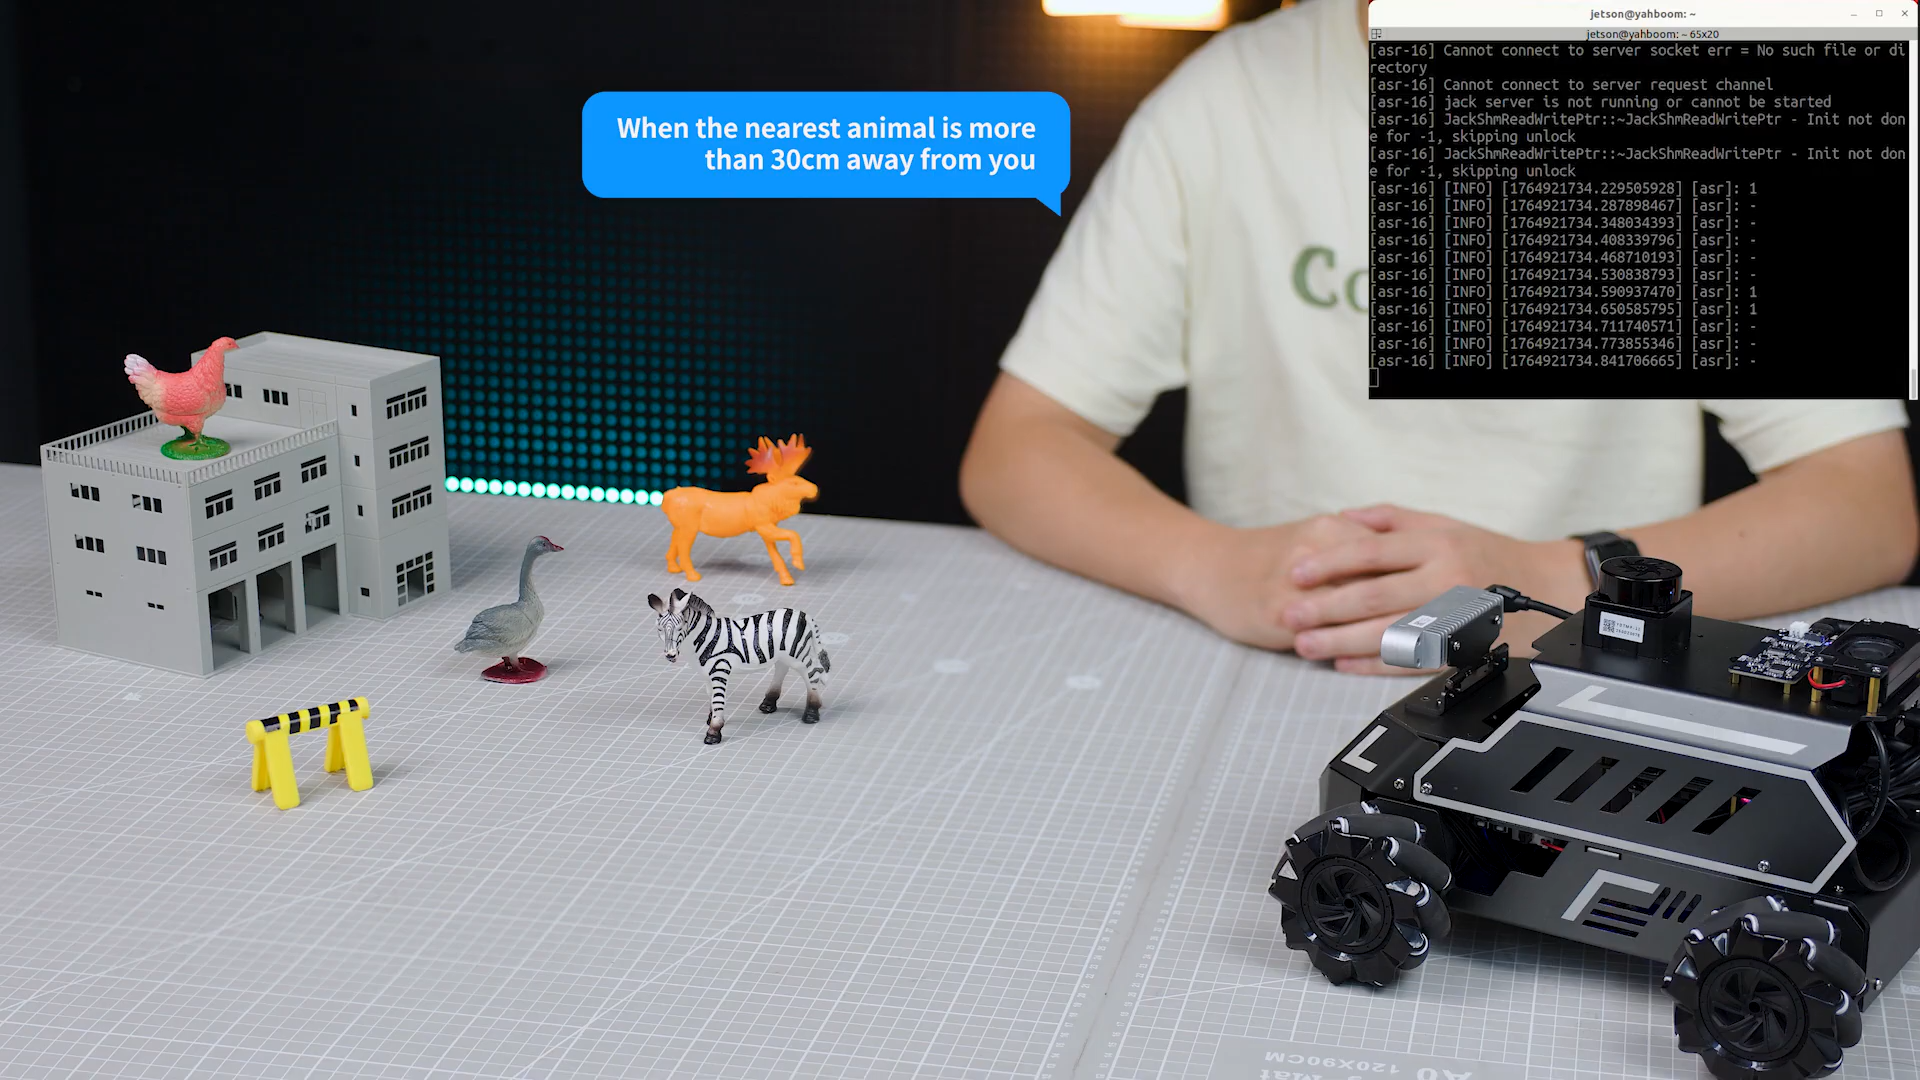 jetson@yahboom: ~
jetson@yahboom: ~ 65x20
[asr-16] Cannot connect to server socket err = No such file or di
rectory
[asr-16] Cannot connect to server request channel
[asr-16] jack server is not running or cannot be started
[asr-16] JackShmReadWritePtr::~JackShmReadWritePtr - Init not don
e for -1, skipping unlock
[asr-16] JackShmReadWritePtr::~JackShmReadWritePtr - Init not don
e for -1, skipping unlock
[asr-16] [INFO] [1764921734.229505928] [asr]: 1
[asr-16] [INFO] [1764921734.287898467] [asr]: -
[asr-16] [INFO] [1764921734.348034393] [asr]: -
[asr-16] [INFO] [1764921734.408339796] [asr]: -
[asr-16] [INFO] [1764921734.468710193] [asr]: -
[asr-16] [INFO] [1764921734.530838793] [asr]: -
[asr-16] [INFO] [1764921734.590937470] [asr]: 1
[asr-16] [INFO] [1764921734.650585795] [asr]: 1
[asr-16] [INFO] [1764921734.711740571] [asr]: -
[asr-16] [INFO] [1764921734.773855346] [asr]: -
[asr-16] [INFO] [1764921734.841706665] [asr]: -
When the nearest animal is more
than 30cm away from you
Co
A0 120X90CM